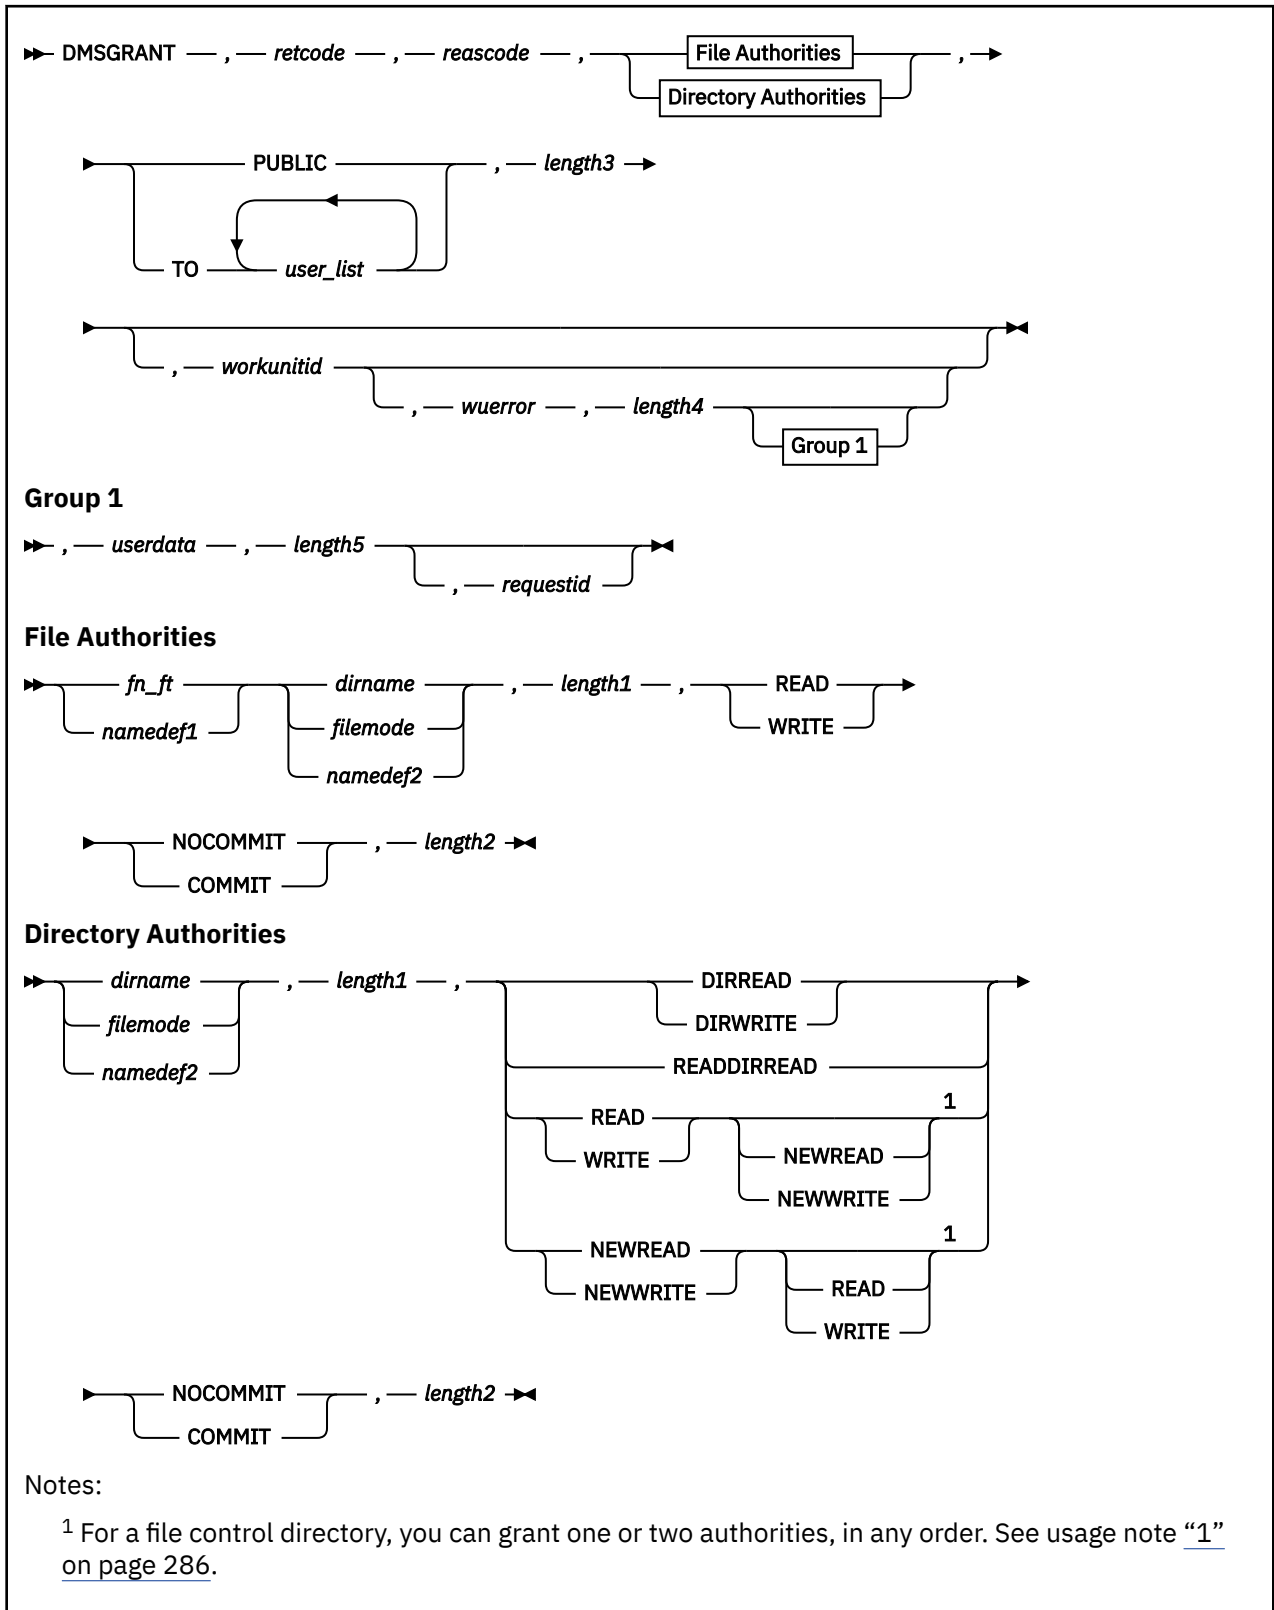 DMSGRANT , retcode , reascode , File Authorities ,
Directory Authorities
PUBLIC , length3
TO user_list
, workunitid
, wuerror , length4
Group 1
Group 1
, userdata , length5
, requestid
File Authorities
fn_ft dirname , length1 , READ
namedef1 filemode WRITE
namedef2
NOCOMMIT , length2
COMMIT
Directory Authorities
dirname , length1 , DIRREAD
filemode DIRWRITE
namedef2 READDIRREAD
1
READ
WRITE NEWREAD
NEWWRITE
1
NEWREAD
NEWWRITE READ
WRITE
NOCOMMIT , length2
COMMIT
Notes:
1 For a file control directory, you can grant one or two authorities, in any order. See usage note “1”
on page 286.